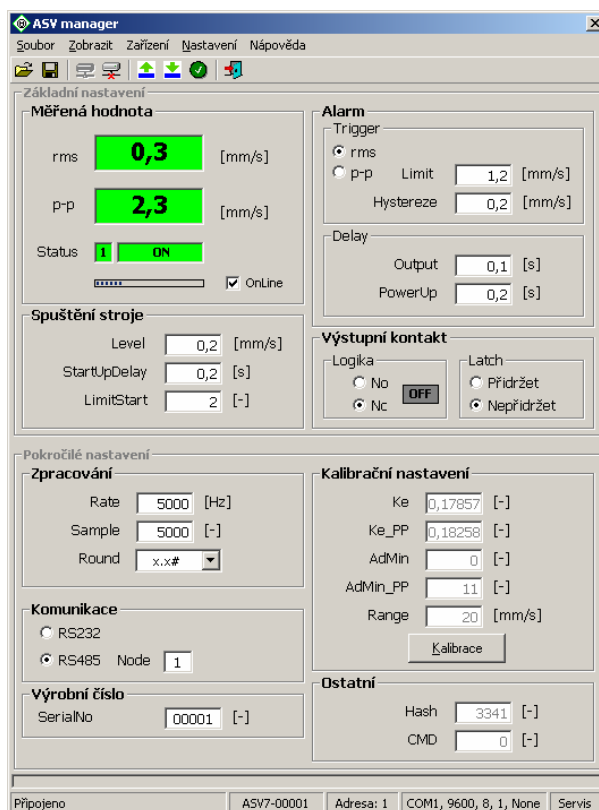 ASV manager
Soubor Zobrazit Zařízení Nastavení Nápověda
Základní nastavení
Měřená hodnota
rms 0,3 [mm/s]
p-p 2,3 [mm/s]
Status 1 ON
OnLine
Spuštění stroje
Level 0,2 [mm/s]
StartUpDelay 0,2 [s]
LimitStart 2 [-]
Alarm
Trigger
rms
p-p Limit 1,2 [mm/s]
Hystereze 0,2 [mm/s]
Delay
Output 0,1 [s]
PowerUp 0,2 [s]
Výstupní kontakt
Logika
No
Nc
OFF
Latch
Přidržet
Nepřidržet
Pokročilé nastavení
Zpracování
Rate 5000 [Hz]
Sample 5000 [-]
Round x.x#
Komunikace
RS232
RS485 Node 1
Výrobní číslo
SerialNo 00001 [-]
Kalibrační nastavení
Ke 0,17857 [-]
Ke_PP 0,18258 [-]
AdMin 0 [-]
AdMin_PP 11 [-]
Range 20 [mm/s]
Kalibrace
Ostatní
Hash 3341 [-]
CMD 0 [-]
Připojeno ASV7-00001 Adresa: 1 COM1, 9600, 8, 1, None Servis